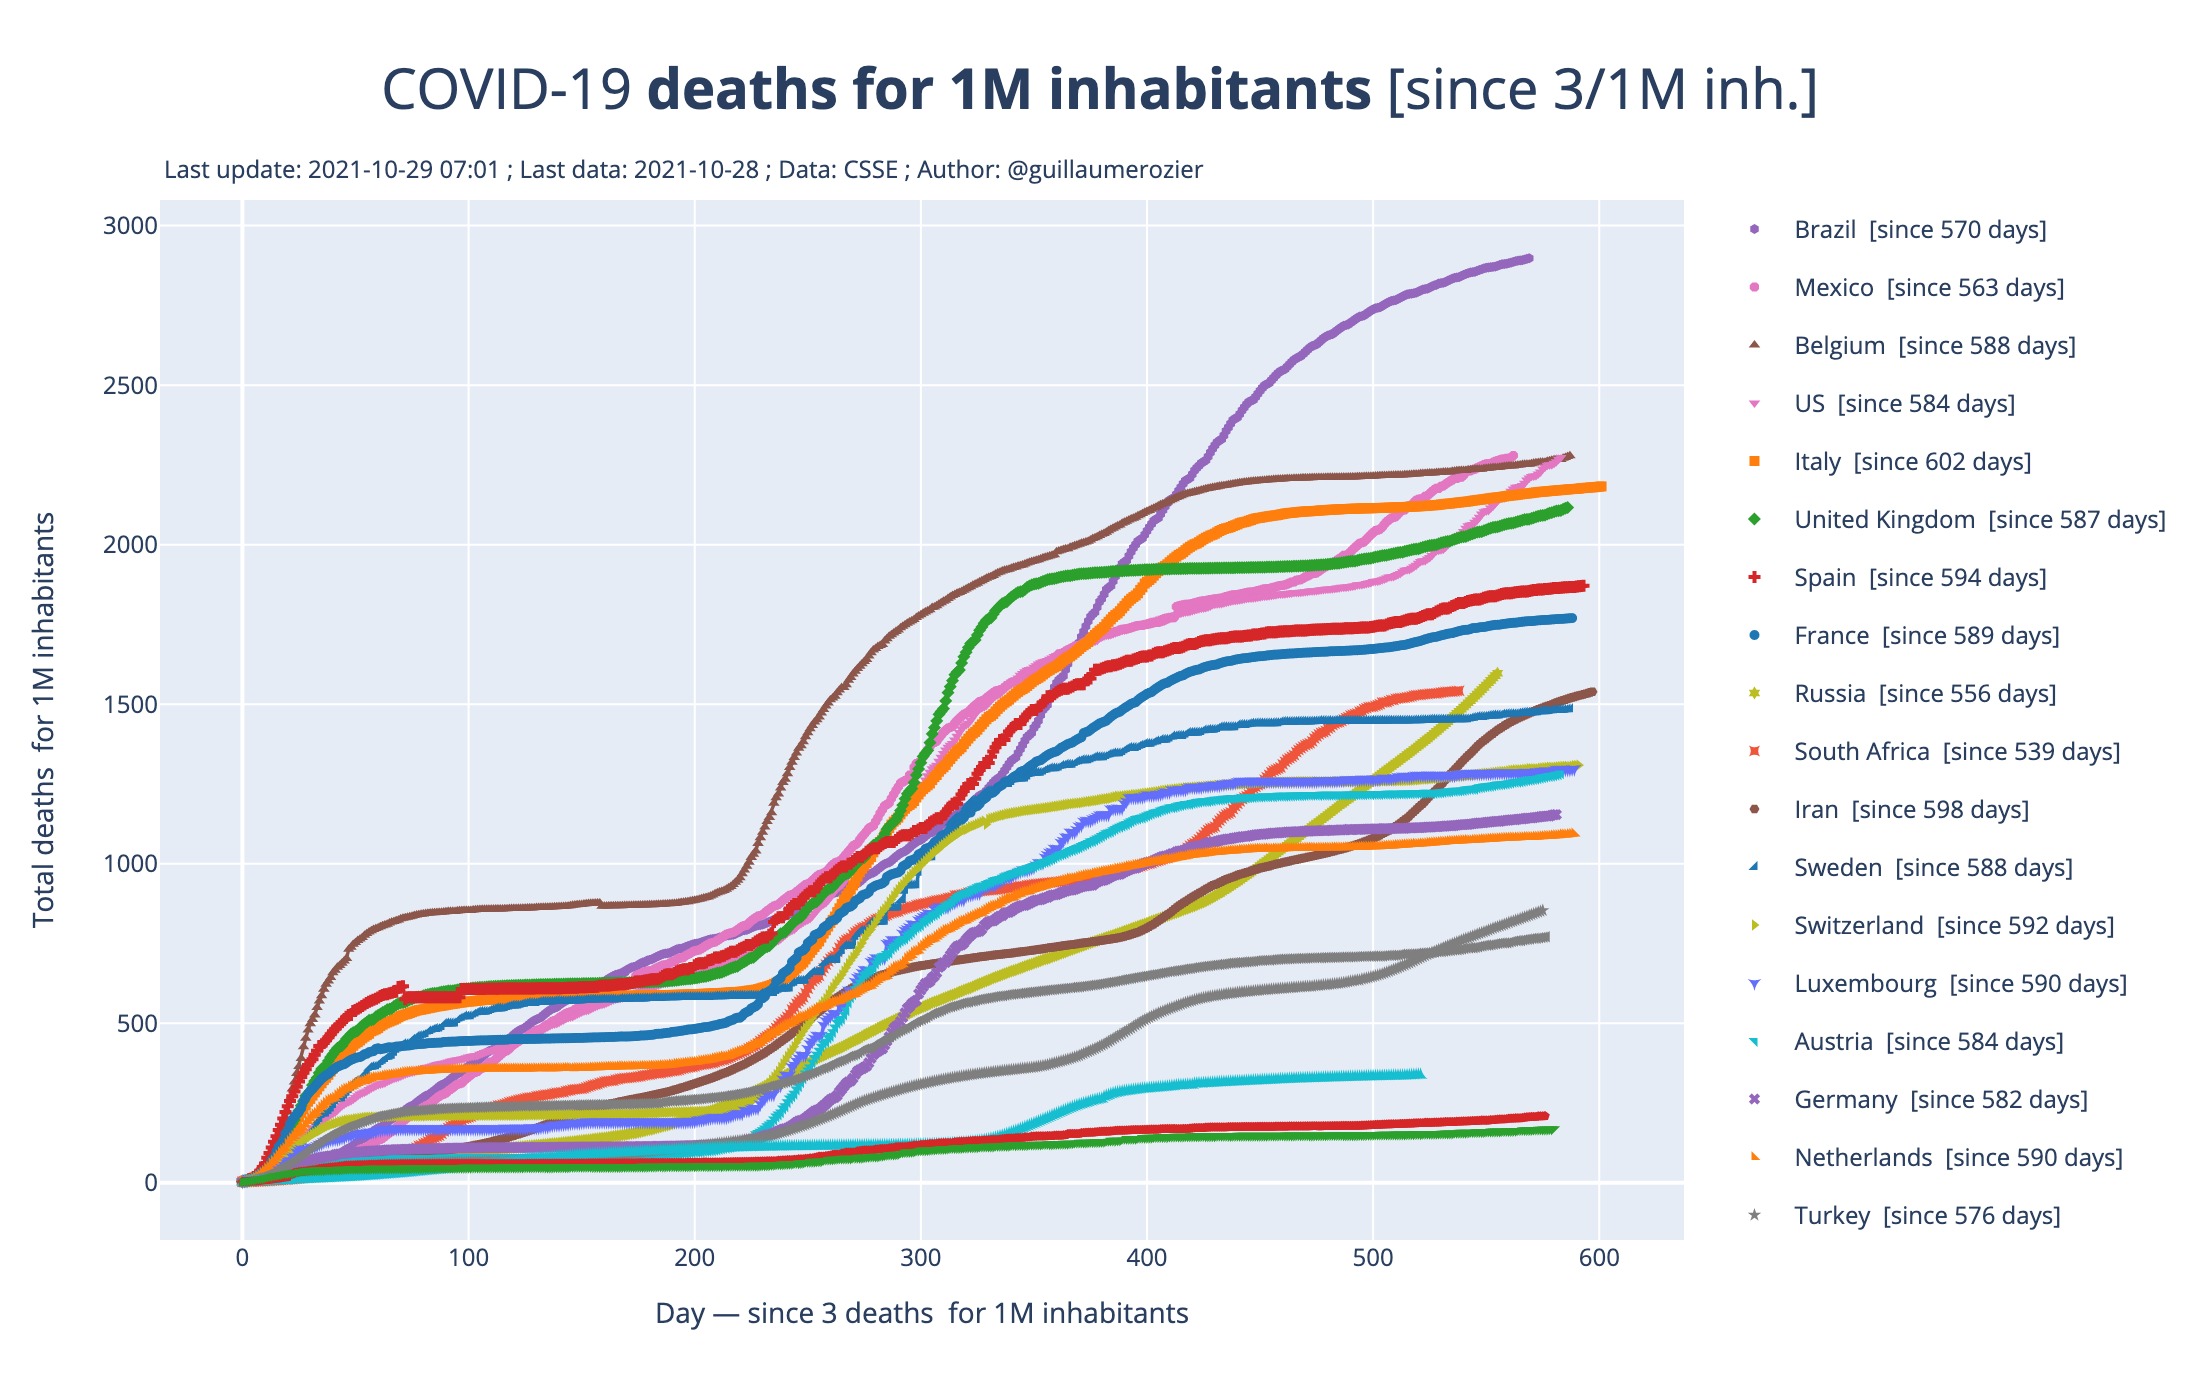 COVID-19 deaths for 1M inhabitants [since 3/1M inh.]
Last update: 2021-10-29 07:01 ; Last data: 2021-10-28 ; Data: CSSE ; Author: @guillaumerozier
Total deaths  for 1M inhabitants
3000
2500
2000
1500
1000
500
0
0 100 200 300 400 500 600
Day — since 3 deaths  for 1M inhabitants
Brazil  [since 570 days]
Mexico  [since 563 days]
Belgium  [since 588 days]
US  [since 584 days]
Italy  [since 602 days]
United Kingdom  [since 587 days]
Spain  [since 594 days]
France  [since 589 days]
Russia  [since 556 days]
South Africa  [since 539 days]
Iran  [since 598 days]
Sweden  [since 588 days]
Switzerland  [since 592 days]
Luxembourg  [since 590 days]
Austria  [since 584 days]
Germany  [since 582 days]
Netherlands  [since 590 days]
Turkey  [since 576 days]